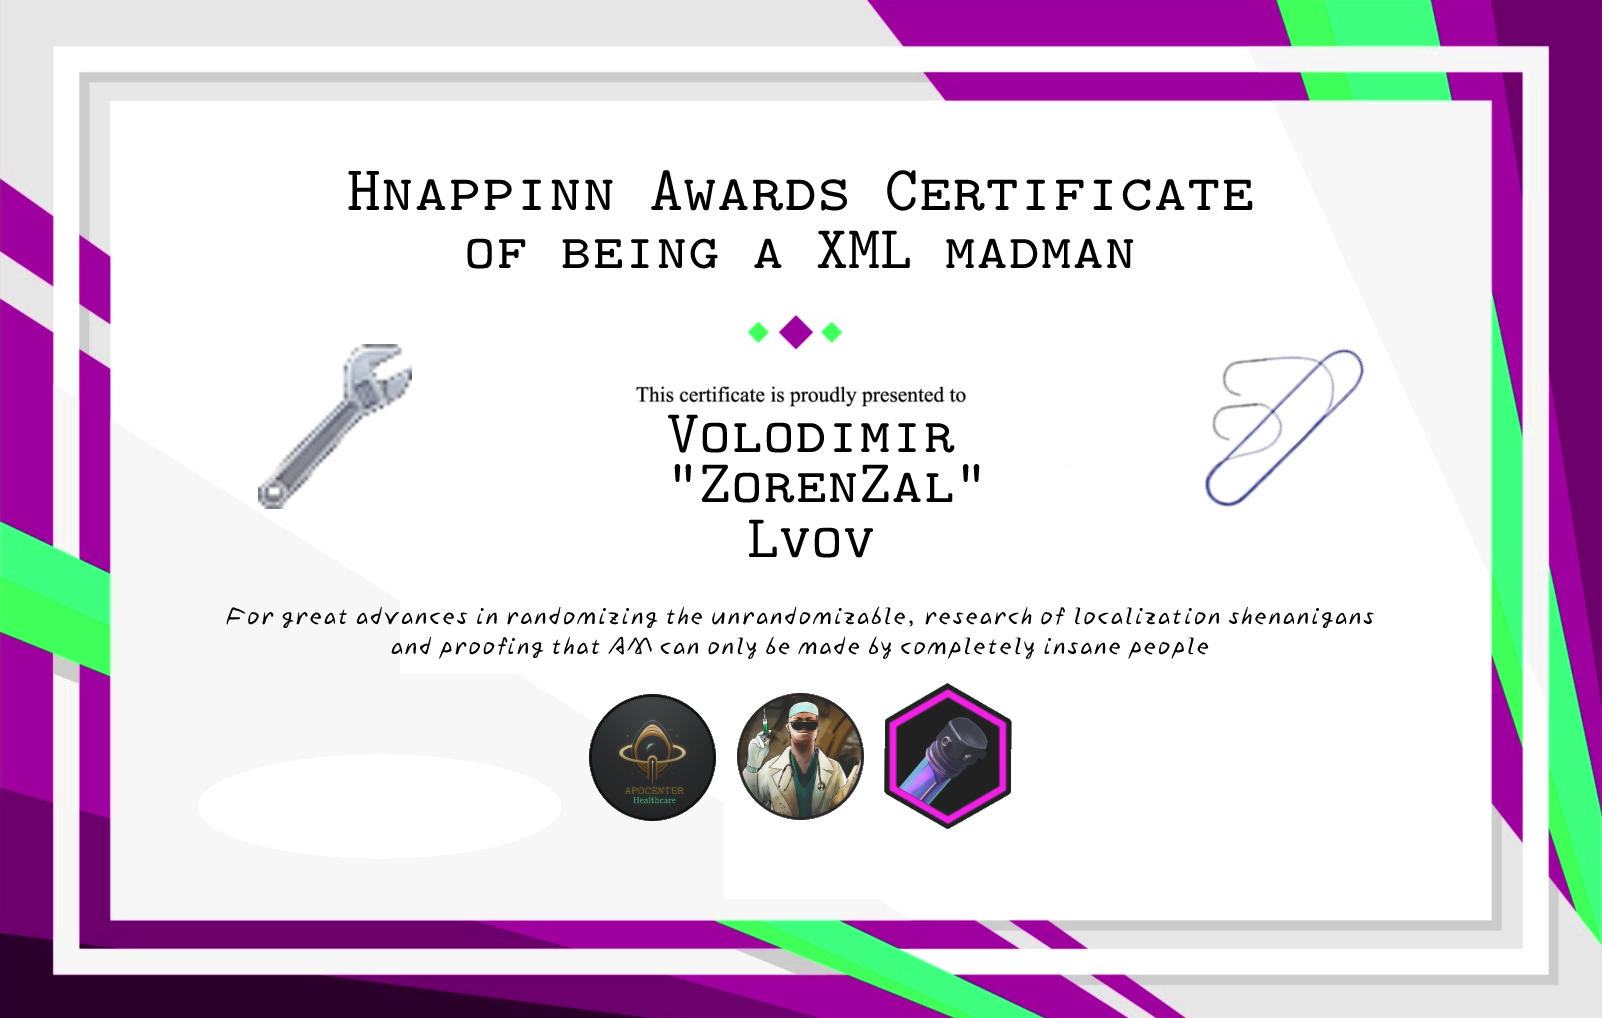 Hnappinn Awards Certificate
of being a XML madman
This certificate is proudly presented to
Volodimir
"ZorenZal"
Lvov
For great advances in randomizing the unrandomizable, research of localization shenanigans
and proofing that AM can only be made by completely insane people
APOCENTER
Healthcare